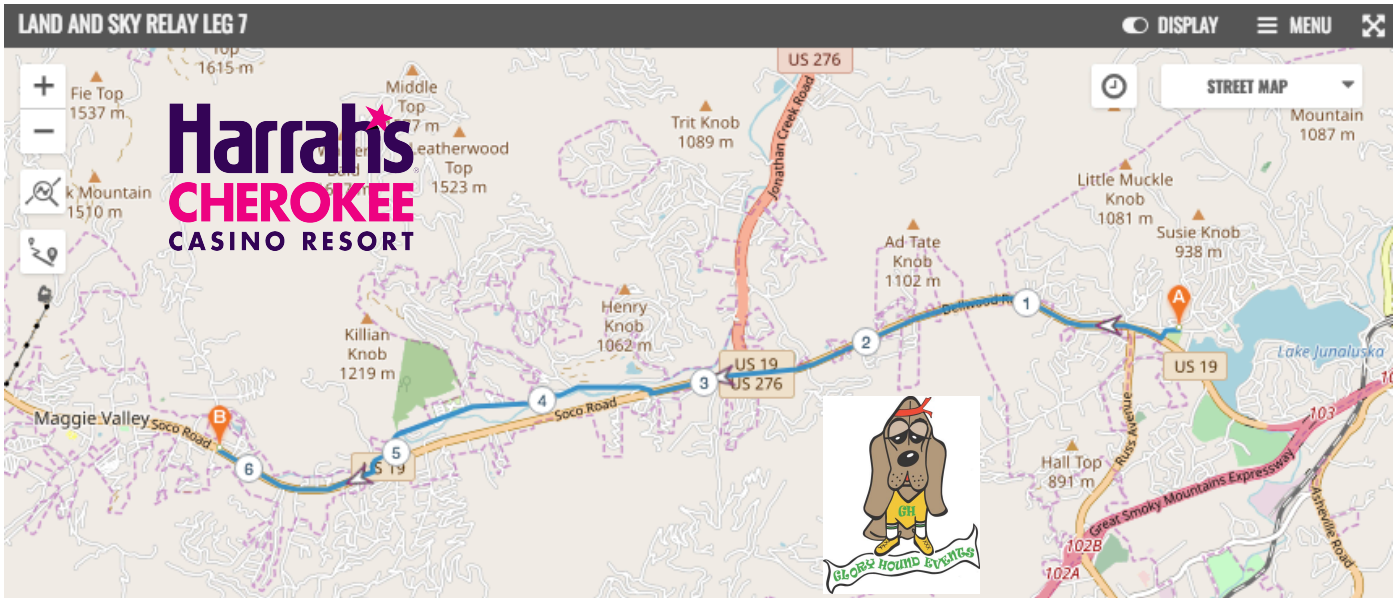 LAND AND SKY RELAY LEG 7
DISPLAY
MENU
US 276
Top
1615 m
Fie Top
1537 m
Middle
Top
Leatherwood
Top
1523 m
k Mountain
1510 m
Harrah's
CHEROKEE
CASINO RESORT
Trit Knob
1089 m
Jonathan Creek Road
STREET MAP
Mountain
1087 m
Little Muckle
Knob
1081 m
Susie Knob
938 m
Ad Tate
Knob
1102 m
A
1
2
Henry
Knob
1062 m
Killian
Knob
1219 m
US 19
US 276
3
4
Soco Road
US 19
Lake Junaluska
Maggie Valley
Soco Road
B
5
6
S 19
Russ Avenue
103
10
Hall Top
891 m
Great Smoky Mountains Expressway
Asheville Road
102B
102A
GH
GLORY HOUND EVENTS